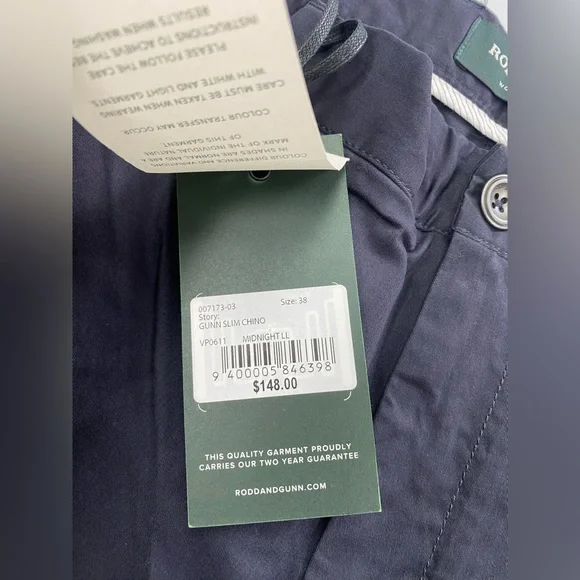 RESULTS WHEN WASHING
INSTRUCTIONS TO ACHIEVE THE BE
PLEASE FOLLOW THE CARE
WITH WHITE AND LIGHT GARMENTS.
CARE MUST BE TAKEN WHEN WEARING
COLOUR TRANSFER MAY OCCUR.
OF THIS GARMENT.
MARK OF THE INDIVIDUAL NATURE
IN SHADES ARE NORMAL AND ARE A
COLOUR DIFFERENCE AND VARIATIONS
007173-03 Size: 38
Story:
GUNN SLIM CHINO
VP0611 MIDNIGHT LL
9 400005 846398
$148.00
THIS QUALITY GARMENT PROUDLY
CARRIES OUR TWO YEAR GUARANTEE
RODDANDGUNN.COM